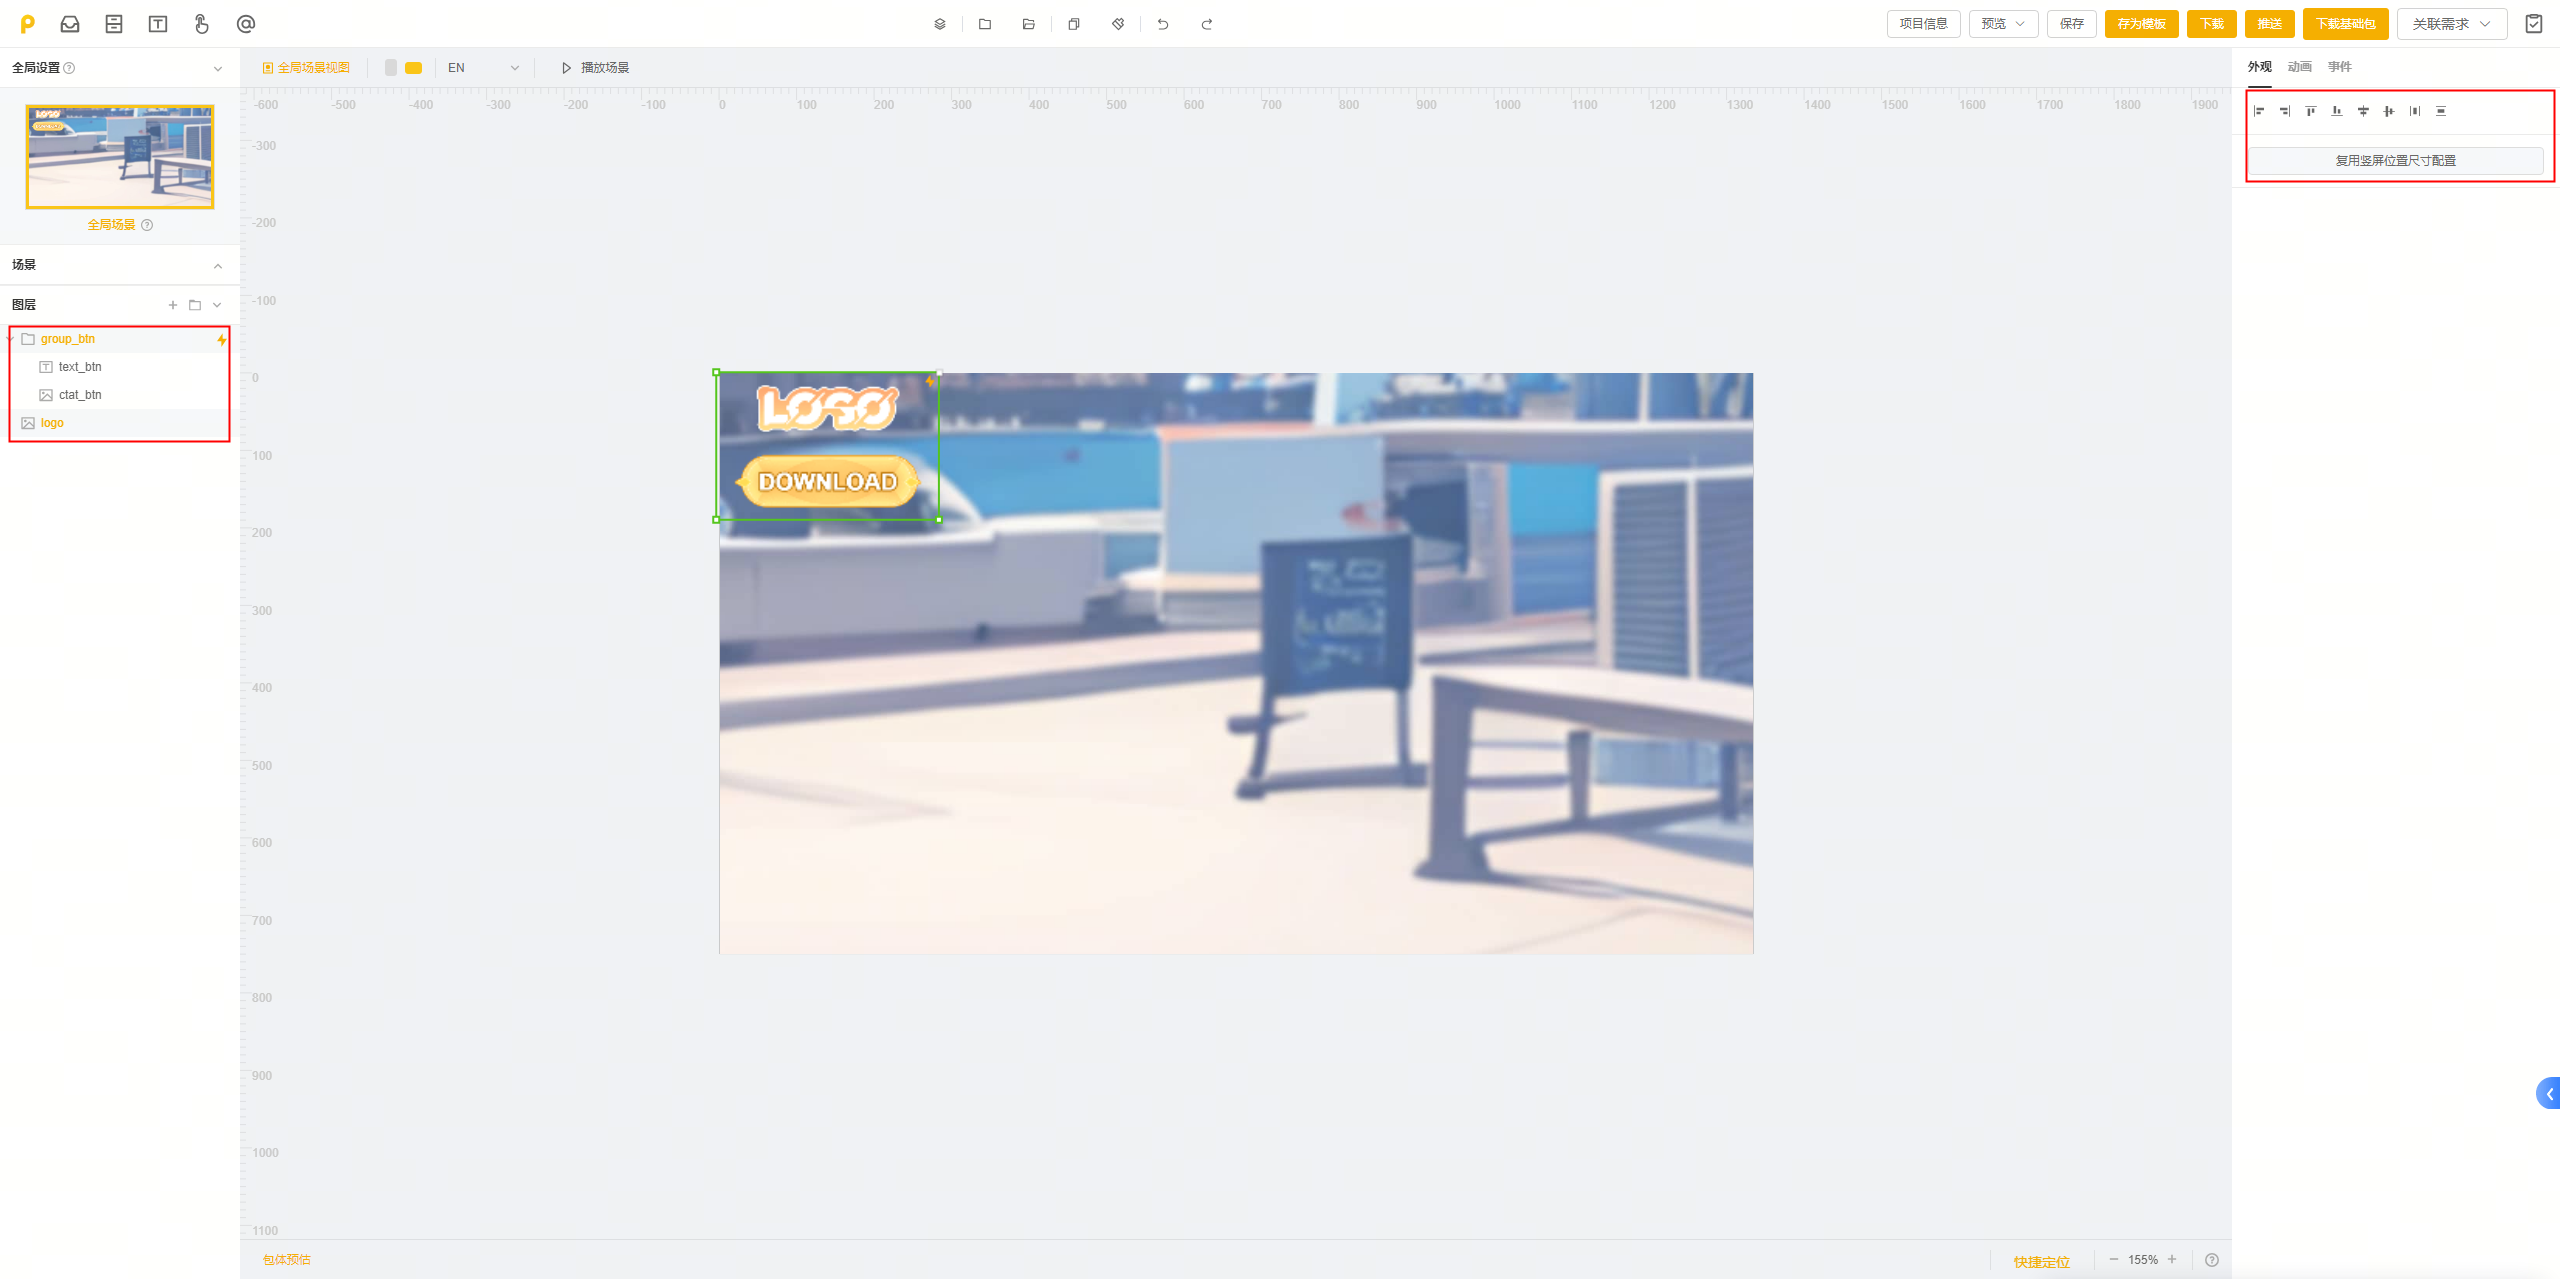 项目信息 预览 保存 存为模板 下载 推送 下载基础包 关联需求
全局设置
全局场景视图 EN 播放场景
外观 动画 事件
-600 -500 -400 -300 -200 -100 0 100 200 300 400 500 600 700 800 900 1000 1100 1200 1300 1400 1500 1600 1700 1800 1900
复用竖屏位置尺寸配置
全局场景
场景
图层
group_btn
text_btn
ctat_btn
logo
-300
-200
-100
0
100
200
300
400
500
600
700
800
900
1000
1100
LOGO
DOWNLOAD
包体预估
快捷定位 155%